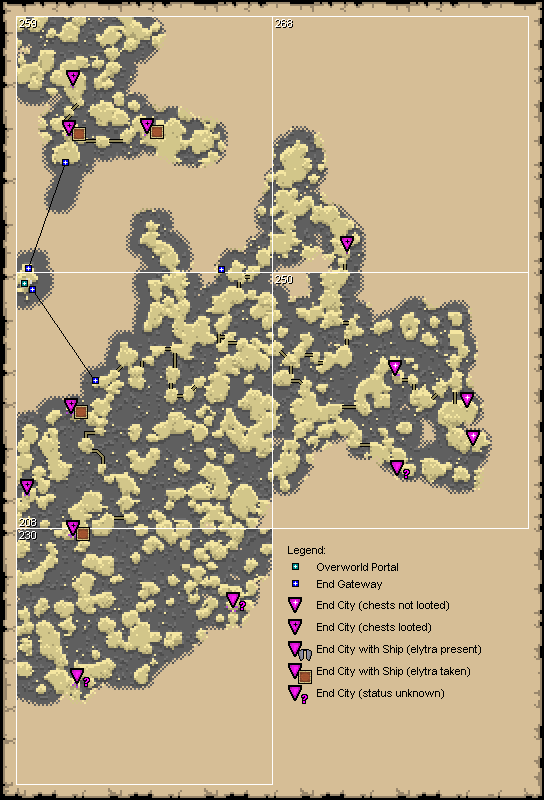 259
268
250
208
230
Legend:
Overworld Portal
End Gateway
End City (chests not looted)
End City (chests looted)
End City with Ship (elytra present)
End City with Ship (elytra taken)
End City (status unknown)